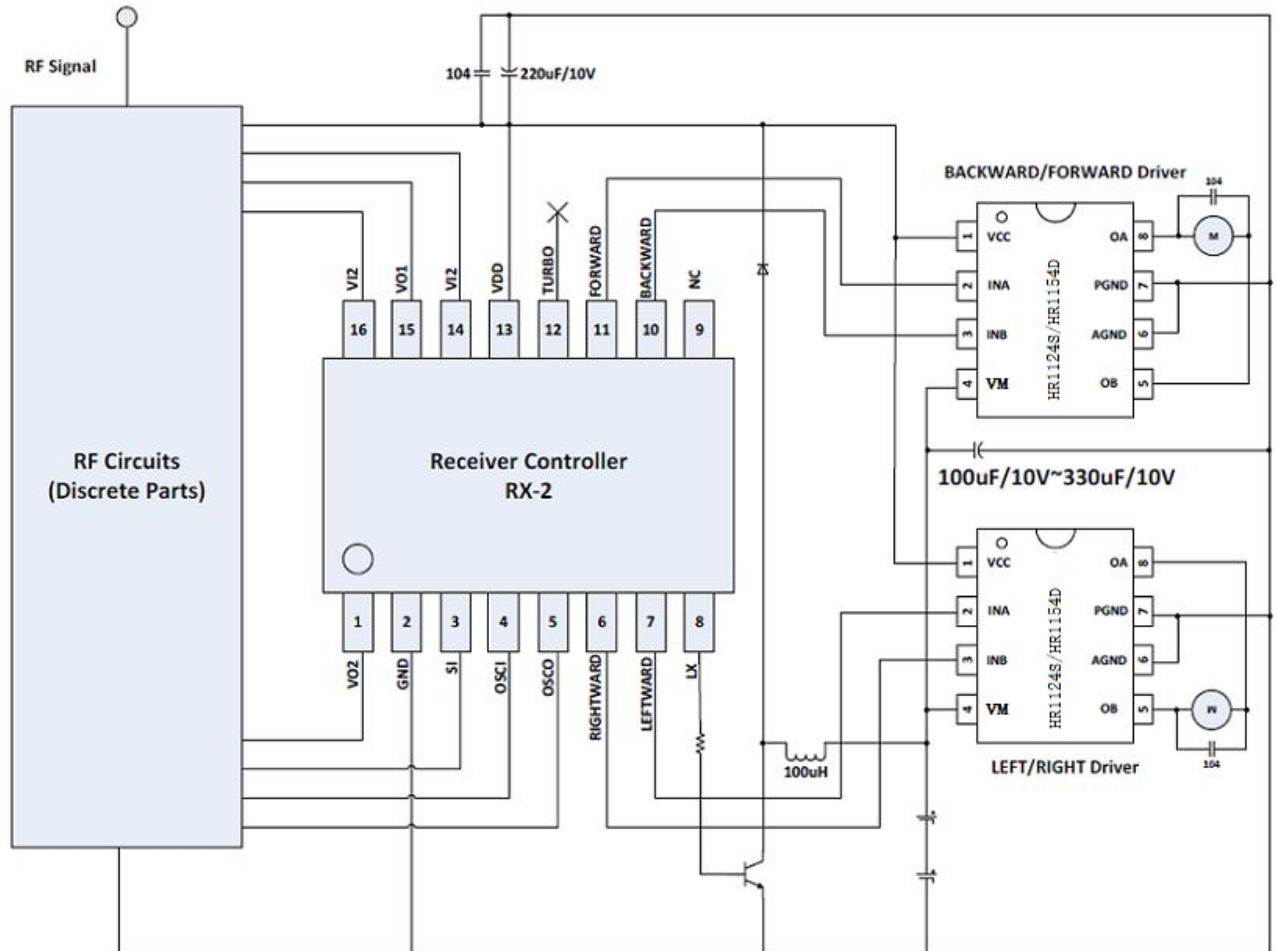 RF Signal
104
220uF/10V
RF Circuits
(Discrete Parts)
VI2
VO1
VI2
VDD
TURBO
FORWARD
BACKWARD
NC
16
15
14
13
12
11
10
9
Receiver Controller
RX-2
1
2
3
4
5
6
7
8
VO2
GND
SI
OSCI
OSCO
RIGHTWARD
LEFTWARD
LX
100uH
BACKWARD/FORWARD Driver
104
M
1
VCC
OA
8
2
INA
PGND
7
3
INB
AGND
6
4
VM
OB
5
HR1124S/HR1154D
100uF/10V~330uF/10V
1
VCC
OA
8
2
INA
PGND
7
3
INB
AGND
6
4
VM
OB
5
HR1124S/HR1154D
M
104
LEFT/RIGHT Driver